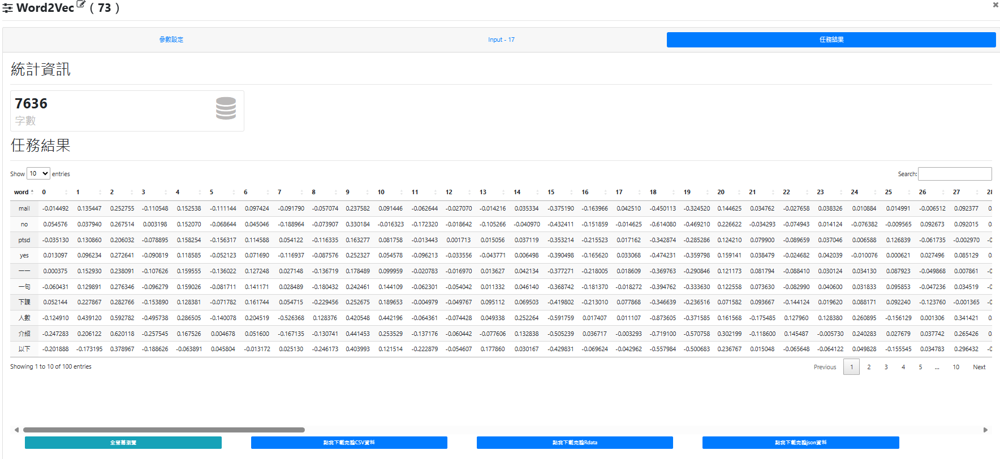 Word2Vec ( 73 )
參數設定 Input - 17 任務結果
統計資訊
7636
字數
任務結果
Show 10 entries Search:
word 0 1 2 3 4 5 6 7 8 9 10 11 12 13 14 15 16 17 18 19 20 21 22 23 24 25 26 27 28
mail -0.014492 0.135447 0.252755 -0.110548 0.152538 -0.111144 0.097424 -0.091790 -0.057074 0.237582 0.091446 -0.062644 -0.027070 -0.014216 0.035334 -0.375190 -0.163966 0.042510 -0.450113 -0.324520 0.144625 0.034762 -0.027658 0.038326 0.010884 0.014991 -0.006512 0.092377 0.
no 0.054576 0.037940 0.267514 0.003198 0.152070 -0.068644 0.045046 -0.188964 -0.073907 0.330184 -0.016323 -0.172320 -0.018642 -0.105266 -0.040970 -0.432411 -0.151859 -0.014625 -0.614080 -0.469210 0.226622 -0.034293 -0.074943 0.014124 -0.076382 -0.009565 0.092673 0.092015 0.
ptsd -0.035130 0.130860 0.206032 -0.078895 0.158254 -0.156317 0.114588 0.054122 -0.116335 0.163277 0.081758 -0.013443 0.001713 0.015056 0.037119 -0.353214 -0.215523 0.017162 -0.342874 -0.285286 0.124210 0.079900 -0.089659 0.037046 0.006588 0.126839 -0.061735 -0.002970 -0
yes 0.013097 0.096234 0.272641 -0.090819 0.118585 -0.052123 0.071690 -0.116937 -0.087576 0.252327 0.054578 -0.096213 -0.033556 -0.043771 0.006498 -0.390498 -0.165620 0.033068 -0.474231 -0.359798 0.159141 0.038479 -0.024682 0.042039 -0.010076 0.000621 0.027496 0.085129 0.
一一 0.000375 0.152930 0.238091 -0.107626 0.159555 -0.136022 0.127248 0.027148 -0.136719 0.178489 0.099959 -0.020783 -0.016970 0.013627 0.042134 -0.377271 -0.218005 0.018609 -0.369763 -0.290846 0.121173 0.081794 -0.088410 0.030124 0.034130 0.087923 -0.049868 0.007861 -0
一句 -0.060431 0.129891 0.276346 -0.096279 0.159026 -0.081711 0.141171 0.028489 -0.180432 0.242461 0.144109 -0.062301 -0.054042 0.011332 0.046140 -0.368742 -0.181370 -0.018272 -0.394762 -0.333630 0.122558 0.073630 -0.082990 0.040600 0.031833 0.095853 -0.047236 0.034519 -0
下課 0.052144 0.227867 0.282766 -0.153890 0.128381 -0.071782 0.161744 0.054715 -0.229456 0.252675 0.189653 -0.004979 -0.049767 0.095112 0.069503 -0.419802 -0.213010 0.077868 -0.346639 -0.236516 0.071582 0.093667 -0.144124 0.019620 0.088171 0.092240 -0.123760 -0.001365 -0
人數 -0.124910 0.439120 0.592782 -0.495738 0.286505 -0.140078 0.204519 -0.526368 0.128376 0.420548 0.442196 -0.064361 -0.074428 0.049338 0.252264 -0.591759 0.017407 0.011107 -0.873605 -0.371585 0.161568 -0.175485 0.127960 0.128380 0.260895 -0.156129 0.001306 0.341421 0.
介紹 -0.247283 0.206122 0.620118 -0.257545 0.167526 0.004678 0.051600 -0.167135 -0.130741 0.441453 0.253529 -0.137176 -0.060442 -0.077606 0.132838 -0.505239 0.036717 -0.003293 -0.719100 -0.570758 0.302199 -0.118600 0.145487 -0.005730 0.240283 0.027679 0.037742 0.265426 0.
以下 -0.201888 -0.173195 0.378967 -0.188626 -0.063891 0.045804 -0.013172 0.025130 -0.246173 0.403993 0.121514 -0.222879 -0.054607 0.177860 0.030167 -0.429831 -0.069624 -0.042962 -0.557984 -0.500683 0.236767 0.015048 -0.065648 -0.064122 0.049828 -0.155545 0.034783 0.296432 -0
Showing 1 to 10 of 100 entries Previous 1 2 3 4 5 ... 10 Next
全螢幕瀏覽 點我下載完整CSV資料 點我下載完整Rdata 點我下載完整json資料